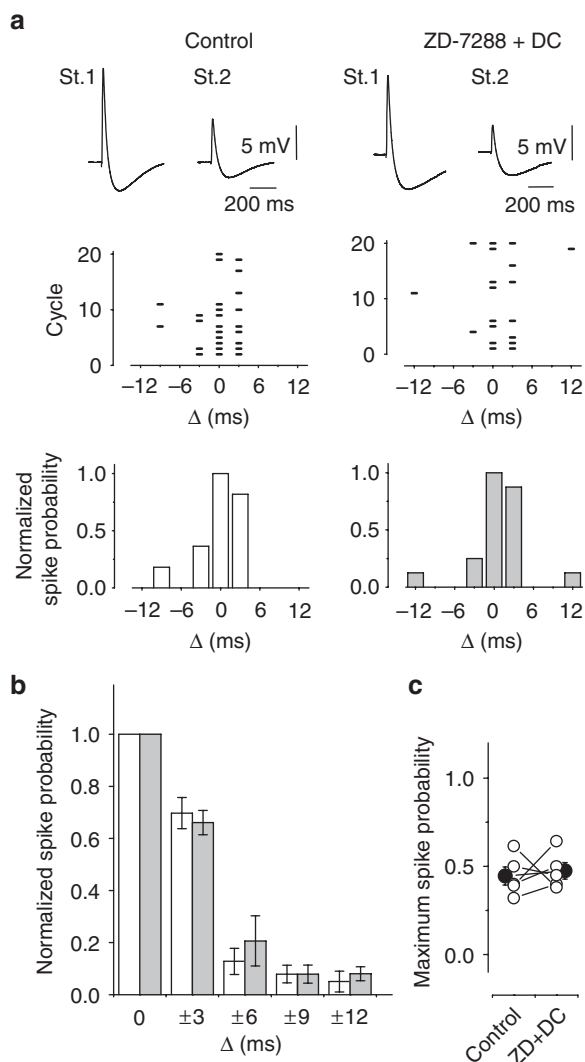 a
Control
ZD-7288 + DC
St.1
St.2
St.1
St.2
5 mV
5 mV
200 ms
200 ms
Cycle
20
10
0
20
10
0
−12 −6 0 6 12
−12 −6 0 6 12
Δ (ms)
Δ (ms)
Normalized
spike probability
1.0
0.5
0.0
1.0
0.5
0.0
−12 −6 0 6 12
−12 −6 0 6 12
Δ (ms)
Δ (ms)
b
Normalized spike probability
1.0
0.8
0.6
0.4
0.2
0.0
0 ±3 ±6 ±9 ±12
Δ (ms)
c
Maximum spike probability
1.0
0.5
0.0
Control
ZD+DC